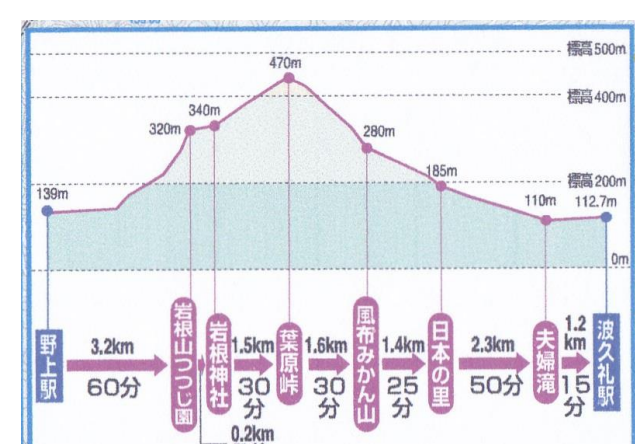 標高500m
470m
標高400m
340m
320m
280m
185m
標高200m
139m
110m
112.7m
0m
野上駅
3.2km
60分
岩根山つつじ園
0.2km
岩根神社
1.5km
30分
葉原峠
1.6km
30分
風布みかん山
1.4km
25分
日本の里
2.3km
50分
夫婦滝
1.2km
15分
波久礼駅